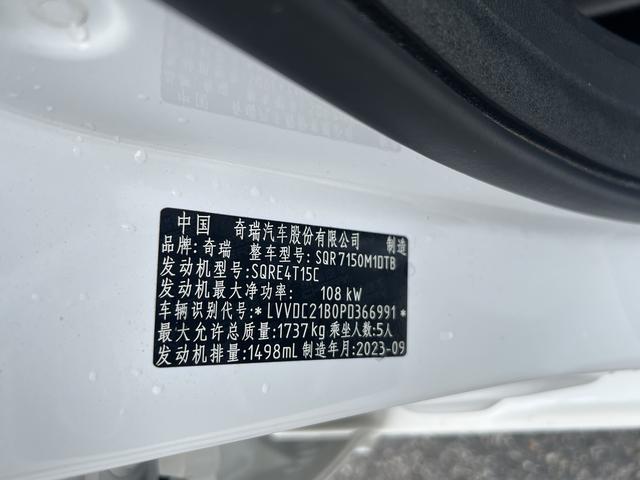 中国 奇瑞汽车股份有限公司 制造
品牌:奇瑞 整车型号:SQR7150M1DTB
发动机型号:SQRE4T15C
发动机最大净功率: 108 kW
车辆识别代号:*LVVDC21B0PD366991*
最大允许总质量:1737kg 乘坐人数:5人
发动机排量:1498mL 制造年月:2023-09